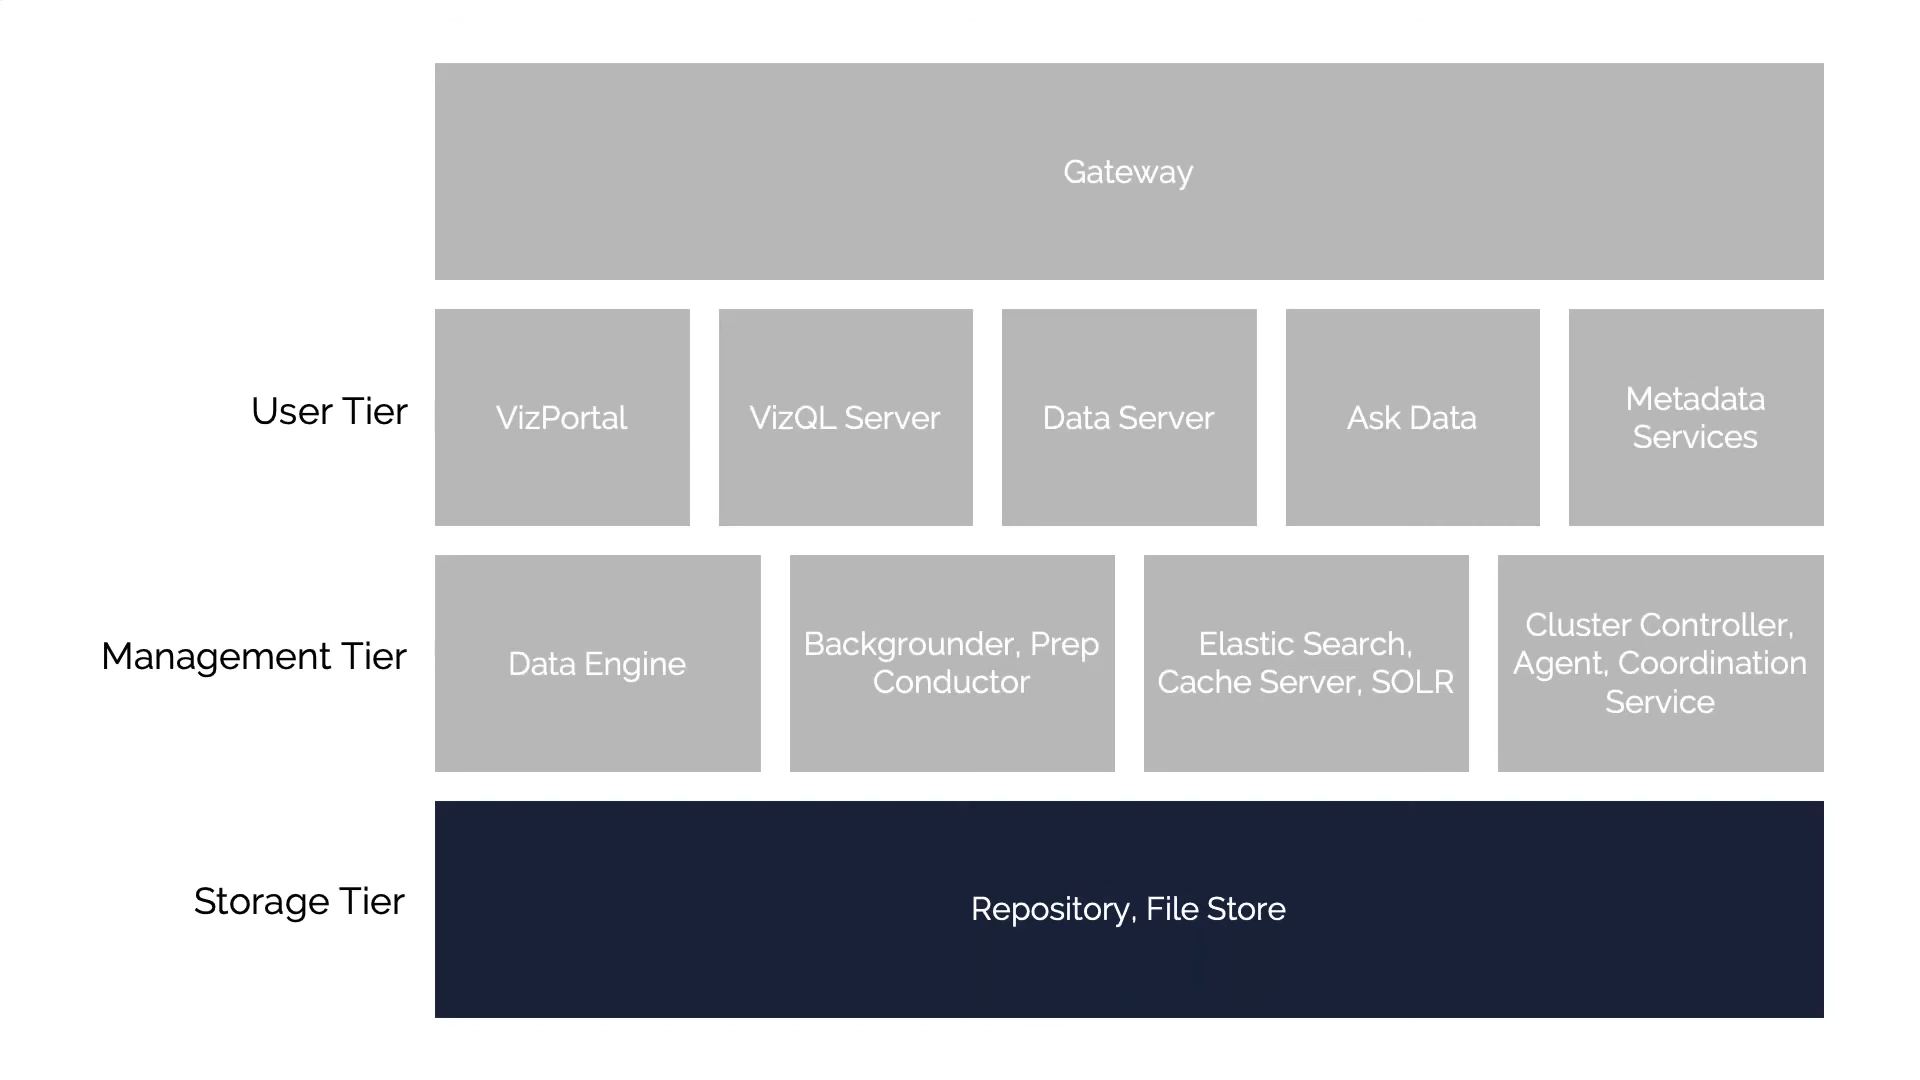 Gateway
User Tier
VizPortal
VizQL Server
Data Server
Ask Data
Metadata
Services
Management Tier
Data Engine
Backgrounder, Prep
Conductor
Elastic Search,
Cache Server, SOLR
Cluster Controller,
Agent, Coordination
Service
Storage Tier
Repository, File Store